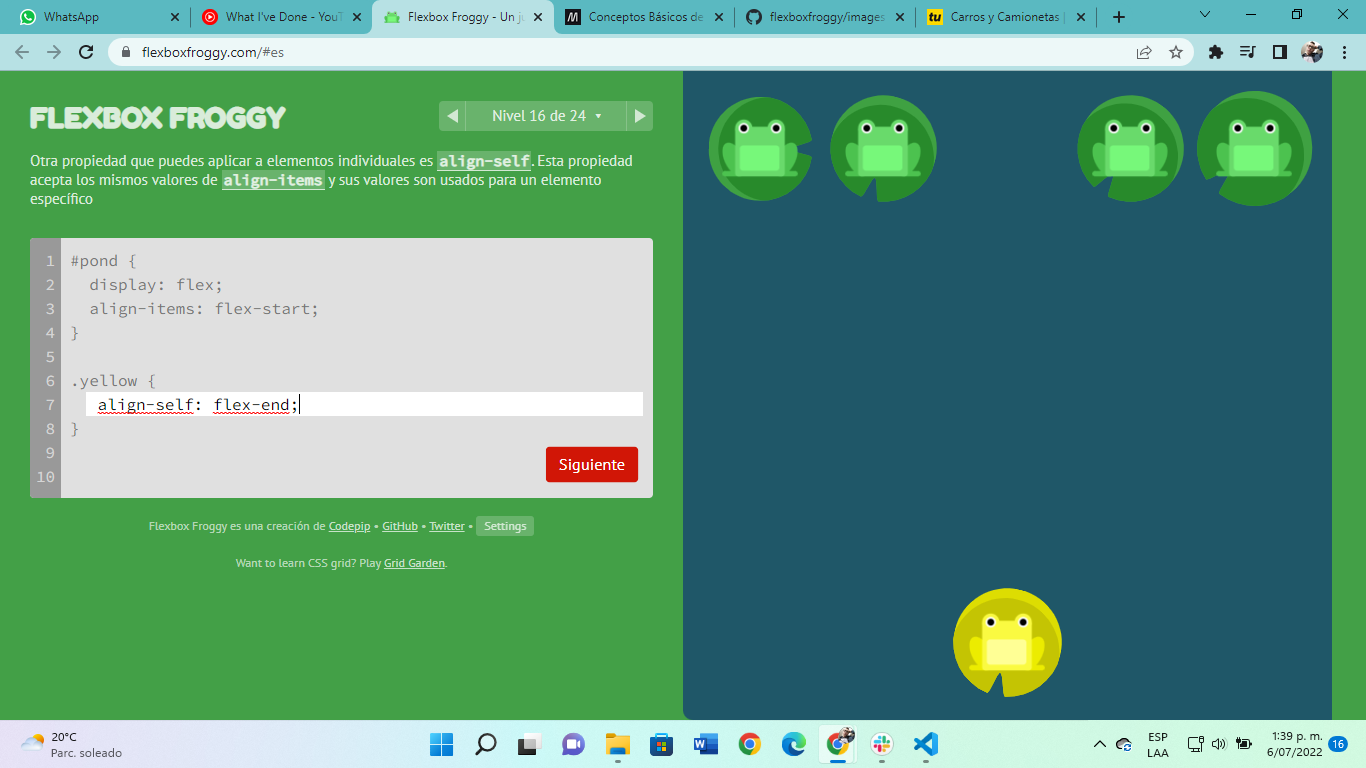 WhatsApp
What I've Done - YouT
Flexbox Froggy - Un ju
Conceptos Básicos de
flexboxfroggy/images
tu Carros y Camionetas
flexboxfroggy.com/#es
FLEXBOX FROGGY
Nivel 16 de 24
Otra propiedad que puedes aplicar a elementos individuales es align-self. Esta propiedad
acepta los mismos valores de align-items y sus valores son usados para un elemento
específico
1 #pond {
2 display: flex;
3 align-items: flex-start;
4 }
5
6 .yellow {
7 align-self: flex-end;
8 }
9
10
Siguiente
Flexbox Froggy es una creación de Codepip • GitHub • Twitter • Settings
Want to learn CSS grid? Play Grid Garden.
20°C
Parc. soleado
ESP
LAA
1:39 p. m.
6/07/2022
16